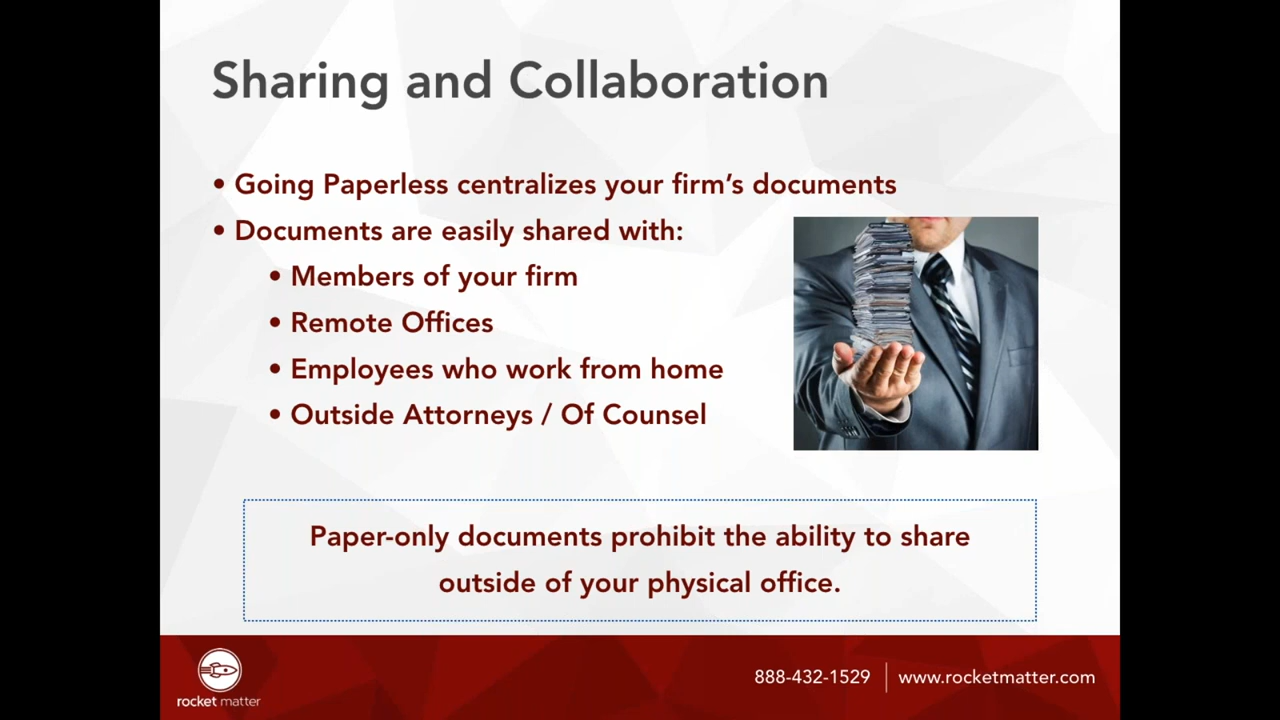 Sharing and Collaboration
• Going Paperless centralizes your firm’s documents
• Documents are easily shared with:
• Members of your firm
• Remote Offices
• Employees who work from home
• Outside Attorneys / Of Counsel
Paper-only documents prohibit the ability to share
outside of your physical office.
rocket matter
888-432-1529 | www.rocketmatter.com